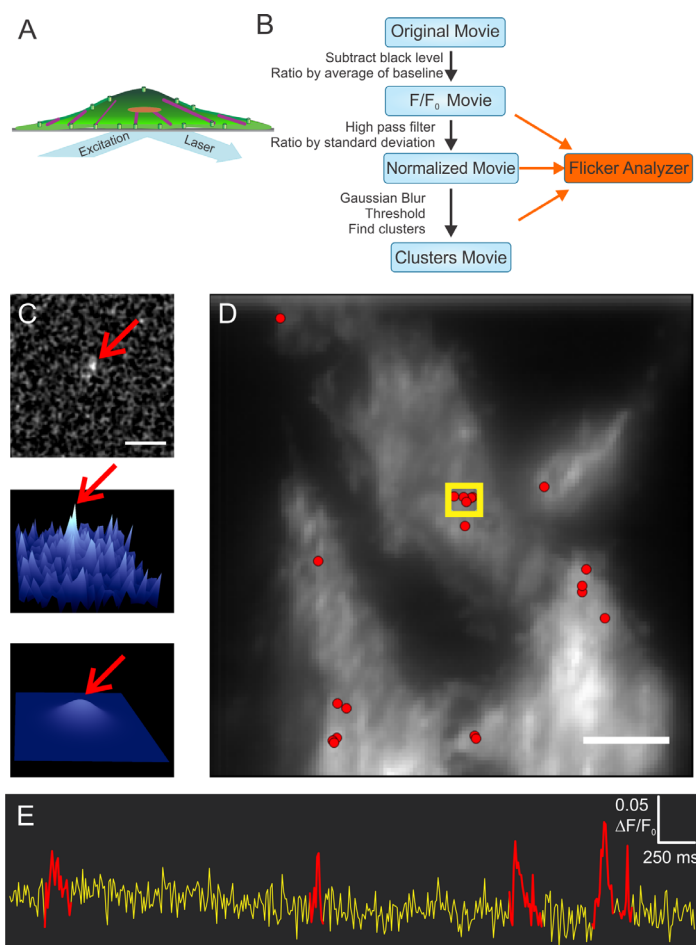 A
Excitation
Laser
B
Original Movie
Subtract black level
Ratio by average of baseline
F/F₀ Movie
High pass filter
Ratio by standard deviation
Normalized Movie
Flicker Analyzer
Gaussian Blur
Threshold
Find clusters
Clusters Movie
C
D
E
0.05
ΔF/F₀
250 ms